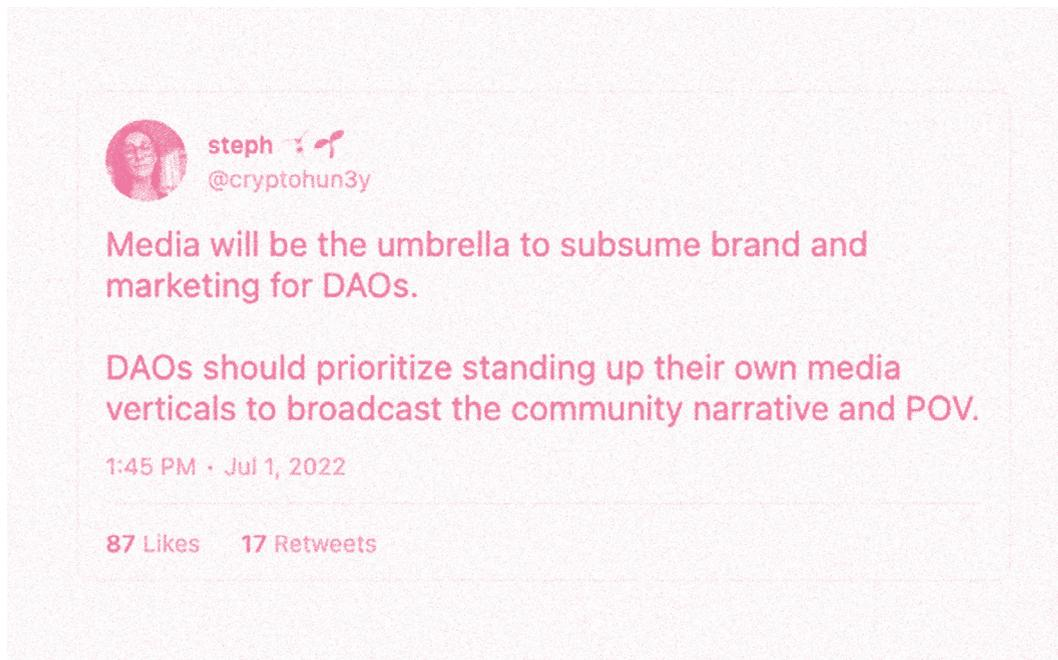 steph
@cryptohun3y
Media will be the umbrella to subsume brand and
marketing for DAOs.
DAOs should prioritize standing up their own media
verticals to broadcast the community narrative and POV.
1:45 PM · Jul 1, 2022
87 Likes 17 Retweets